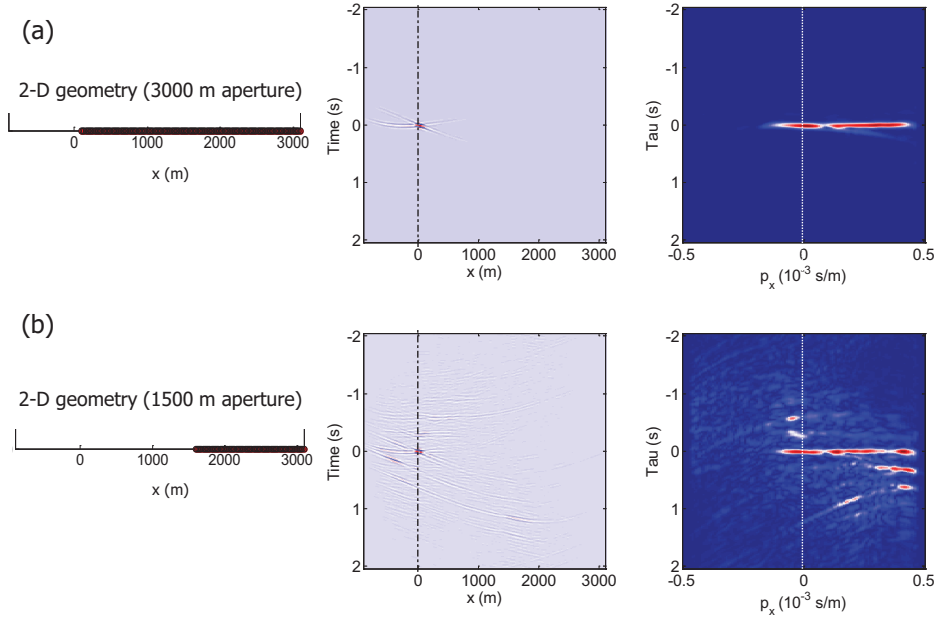 (a)
2-D geometry (3000 m aperture)
0 1000 2000 3000
x (m)
Time (s)
-2
-1
0
1
2
0 1000 2000 3000
x (m)
Tau (s)
-2
-1
0
1
2
-0.5 0 0.5
p_x (10^-3 s/m)
(b)
2-D geometry (1500 m aperture)
0 1000 2000 3000
x (m)
Time (s)
-2
-1
0
1
2
0 1000 2000 3000
x (m)
Tau (s)
-2
-1
0
1
2
-0.5 0 0.5
p_x (10^-3 s/m)